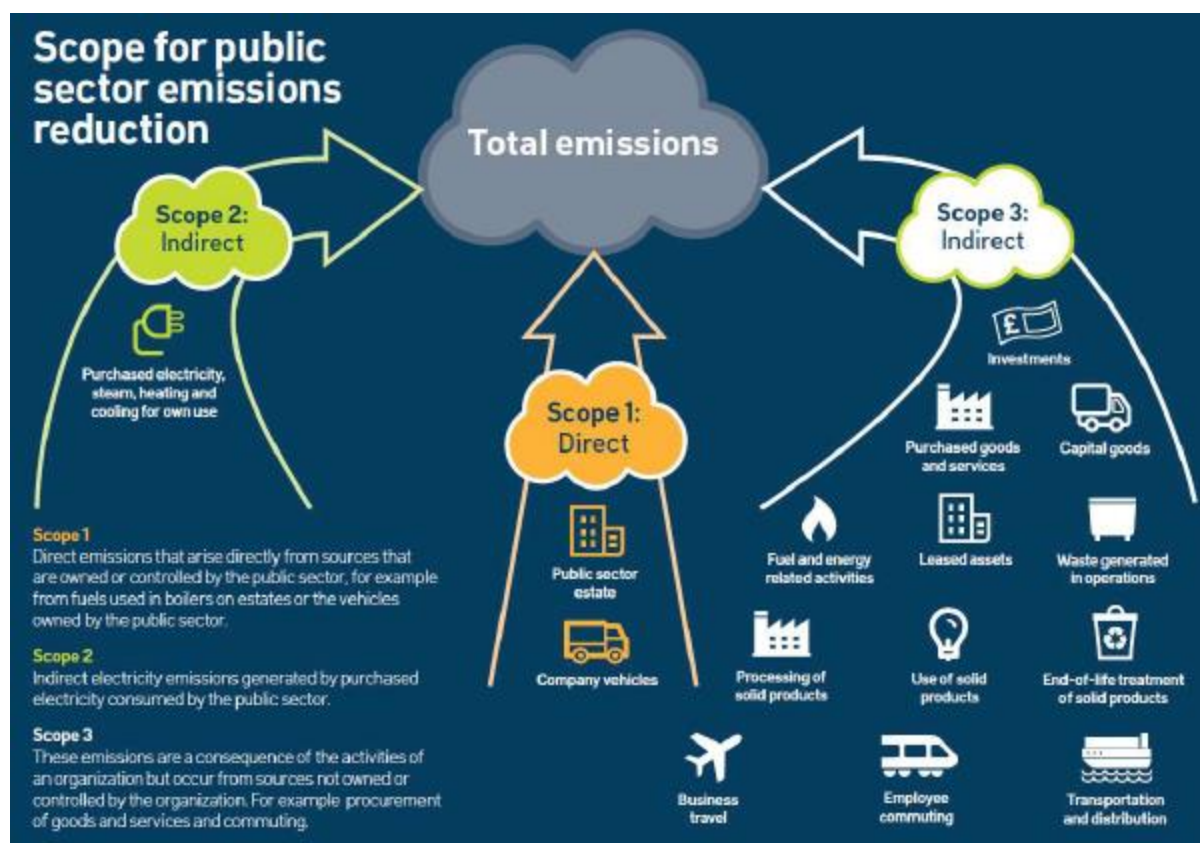 Scope for public
sector emissions
reduction
Total emissions
Scope 2:
Indirect
Purchased electricity,
steam, heating and
cooling for own use
Scope 1:
Direct
Public sector
estate
Company vehicles
Scope 3:
Indirect
£
Investments
Purchased goods
and services
Capital goods
Fuel and energy
related activities
Leased assets
Waste generated
in operations
Processing of
solid products
Use of solid
products
End-of-life treatment
of solid products
Business
travel
Employee
commuting
Transportation
and distribution
Scope 1
Direct emissions that arise directly from sources that
are owned or controlled by the public sector, for example
from fuels used in boilers on estates or the vehicles
owned by the public sector.
Scope 2
Indirect electricity emissions generated by purchased
electricity consumed by the public sector.
Scope 3
These emissions are a consequence of the activities of
an organization but occur from sources not owned or
controlled by the organization. For example procurement
of goods and services and commuting.